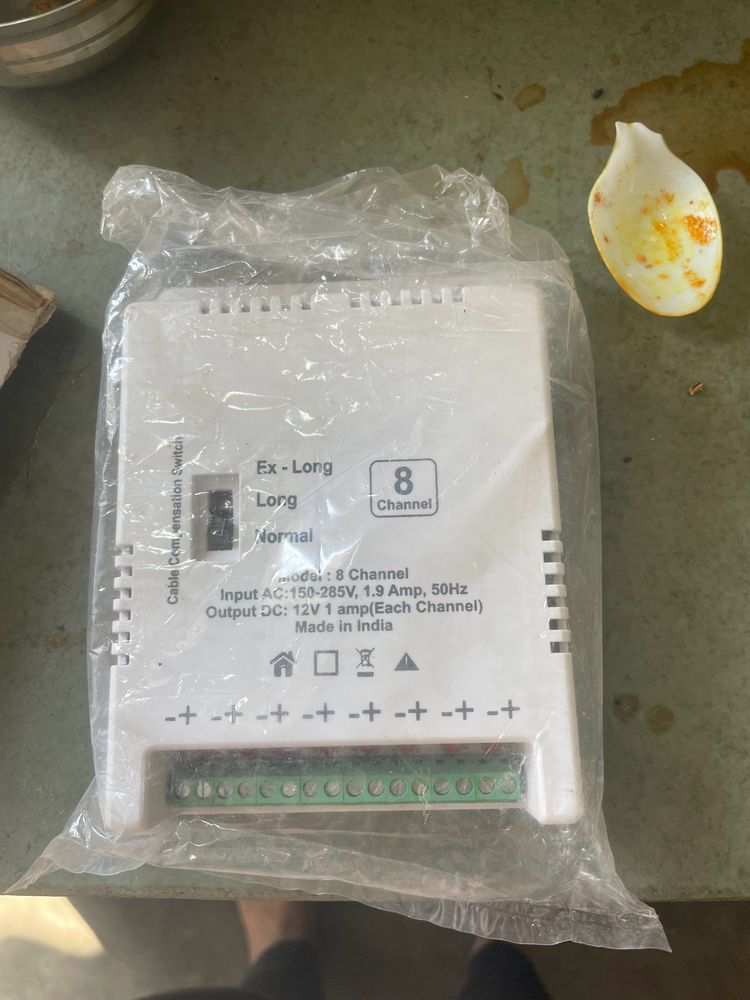 Cable Compensation Switch
Ex - Long
Long
Normal
8
Channel
Model : 8 Channel
Input AC:150-285V, 1.9 Amp, 50Hz
Output DC: 12V 1 amp(Each Channel)
Made in India
-+ -+ -+ -+ -+ -+ -+ -+